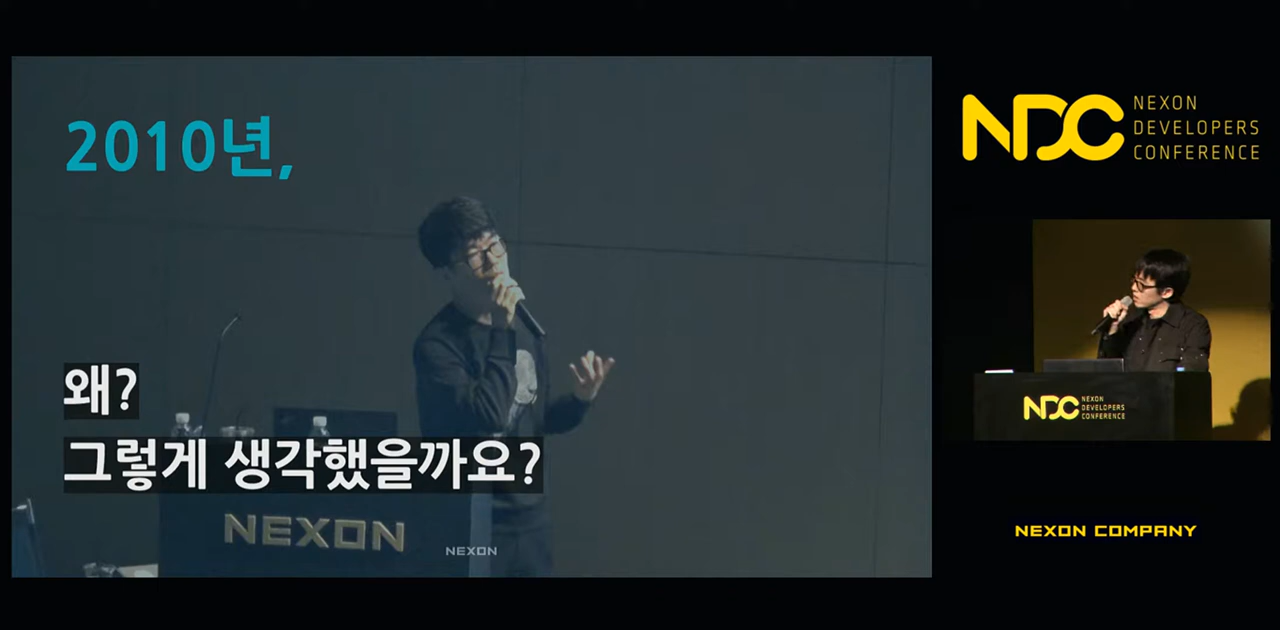 2010년,
왜?
그렇게 생각했을까요?
NEXON
NEXON
NDC
NEXON
DEVELOPERS
CONFERENCE
NDC
NEXON
DEVELOPERS
CONFERENCE
NEXON COMPANY